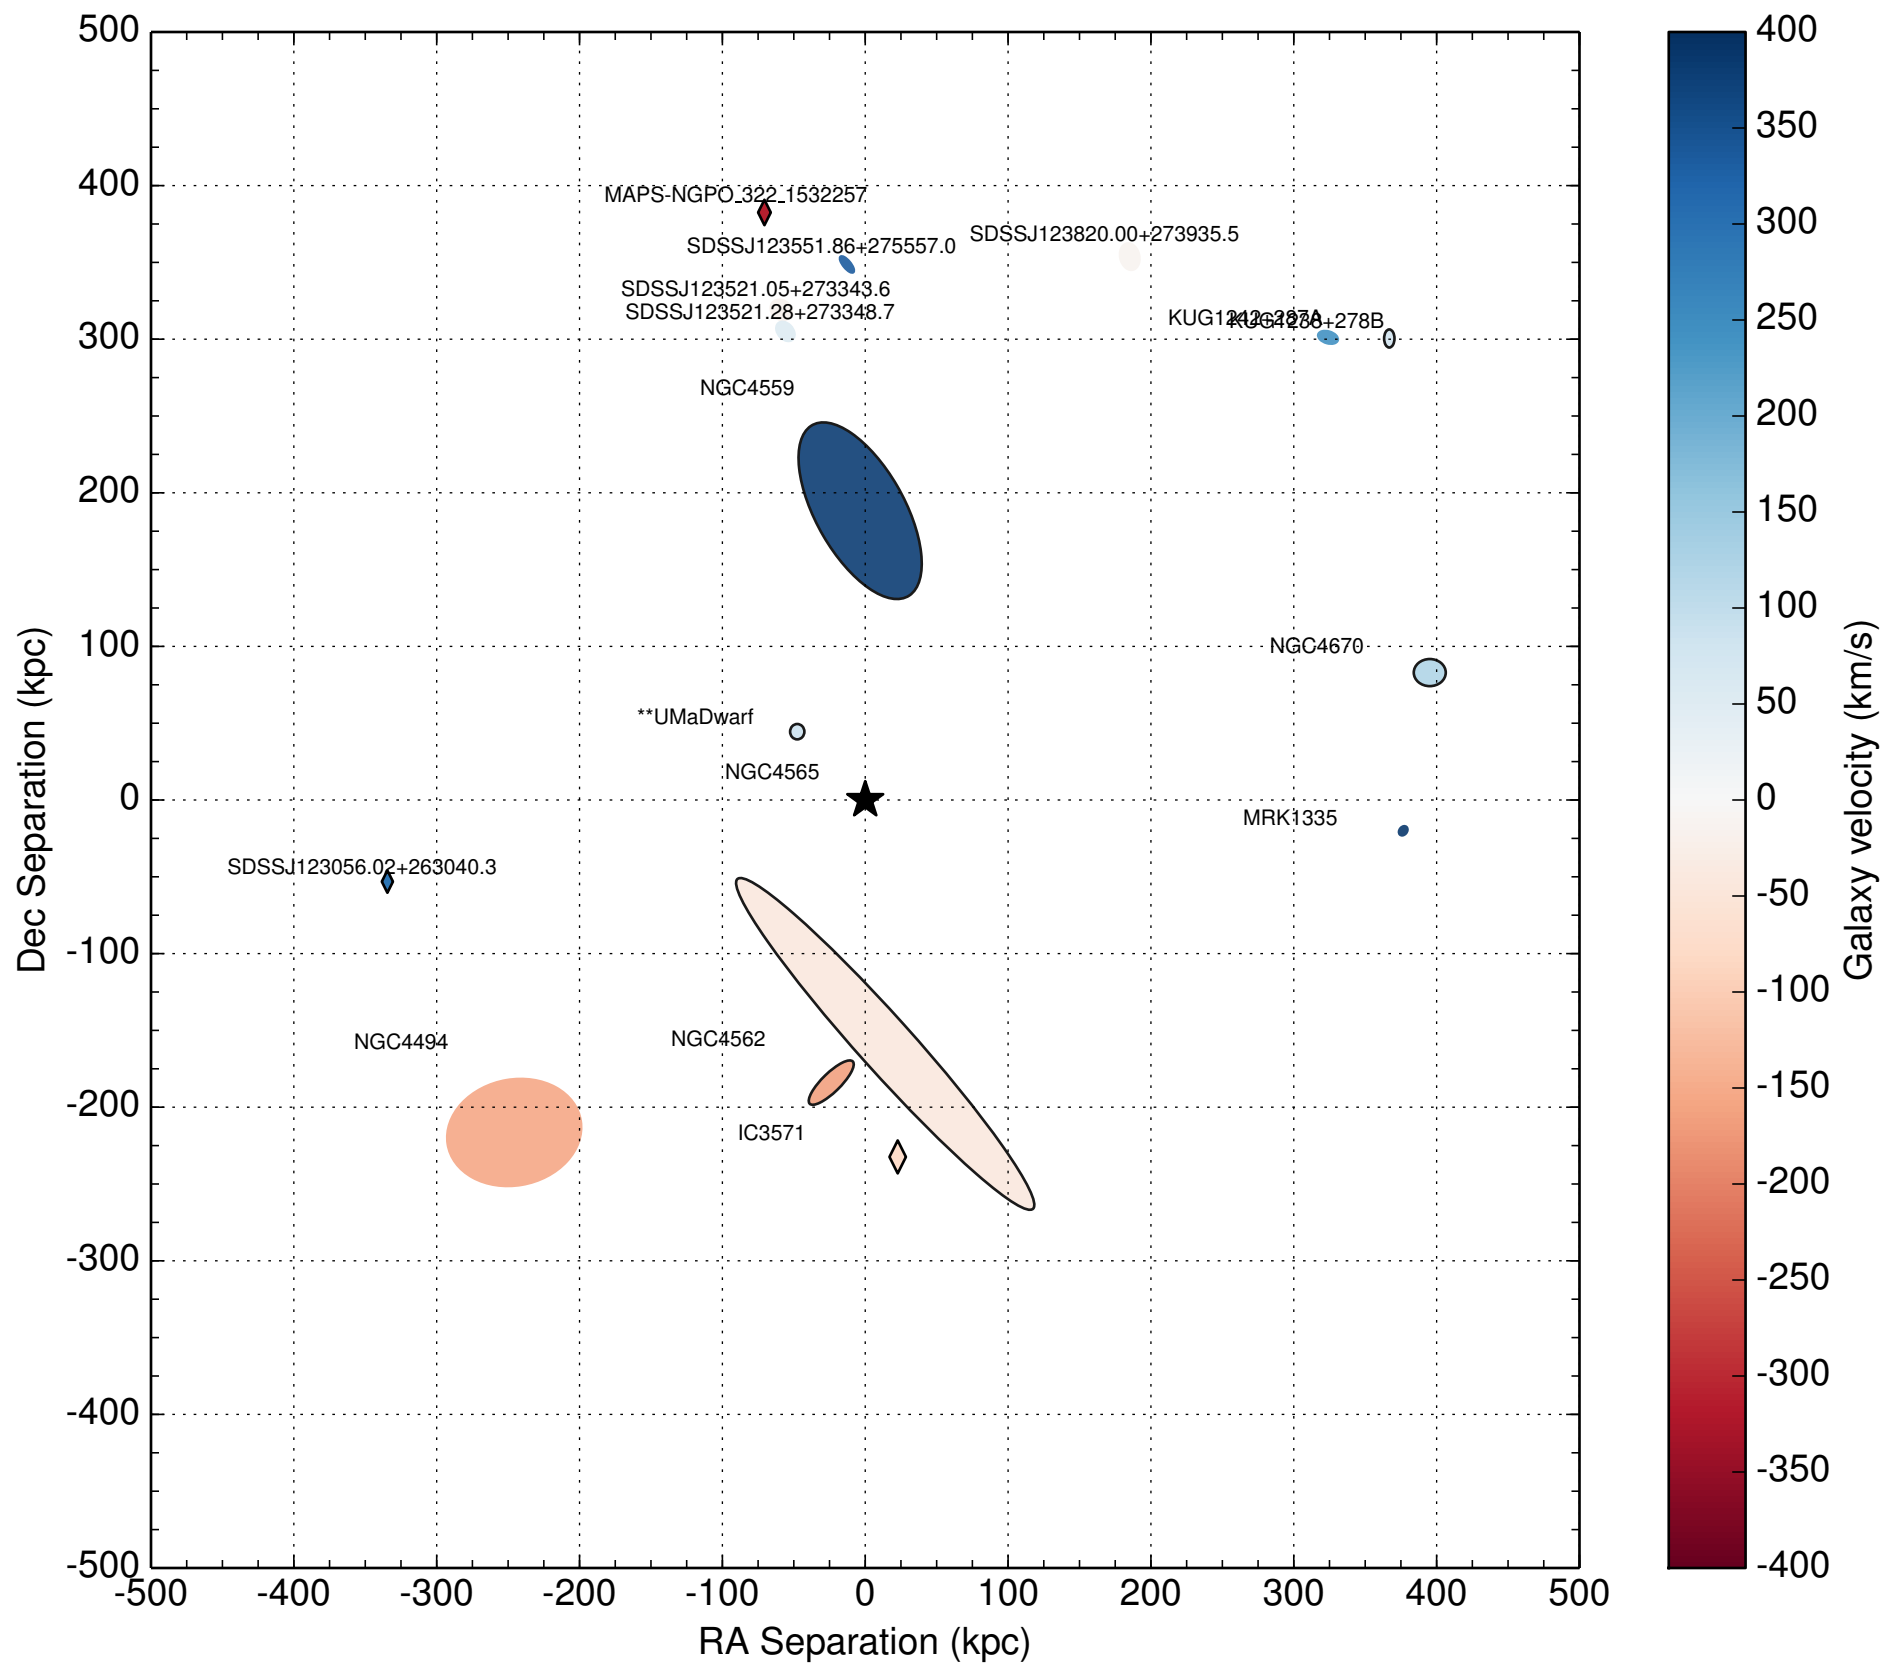 500
400
300
200
100
0
-100
-200
-300
-400
-500
-500
-400
-300
-200
-100
0
100
200
300
400
500
RA Separation (kpc)
Dec Separation (kpc)
MAPS-NGPO_322_1532257
SDSSJ123820.00+273935.5
SDSSJ123551.86+275557.0
SDSSJ123521.05+273343.6
SDSSJ123521.28+273348.7
KUG1242+287A
KUG1238+278B
NGC4559
NGC4670
**UMaDwarf
NGC4565
MRK1335
SDSSJ123056.02+263040.3
NGC4494
NGC4562
IC3571
400
350
300
250
200
150
100
50
0
-50
-100
-150
-200
-250
-300
-350
-400
Galaxy velocity (km/s)